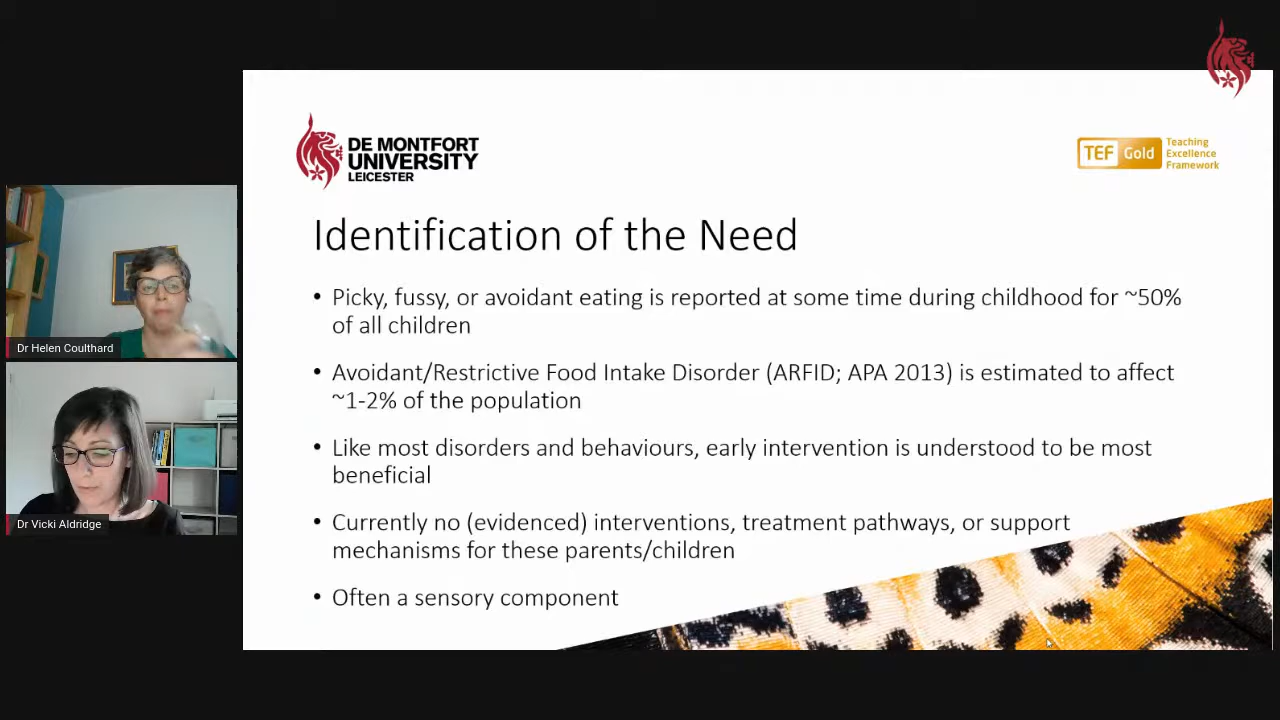 DE MONTFORT
UNIVERSITY
LEICESTER
TEF Gold
Teaching
Excellence
Framework
Identification of the Need
• Picky, fussy, or avoidant eating is reported at some time during childhood for ~50%
of all children
• Avoidant/Restrictive Food Intake Disorder (ARFID; APA 2013) is estimated to affect
~1-2% of the population
• Like most disorders and behaviours, early intervention is understood to be most
beneficial
• Currently no (evidenced) interventions, treatment pathways, or support
mechanisms for these parents/children
• Often a sensory component
Dr Helen Coulthard
Dr Vicki Aldridge